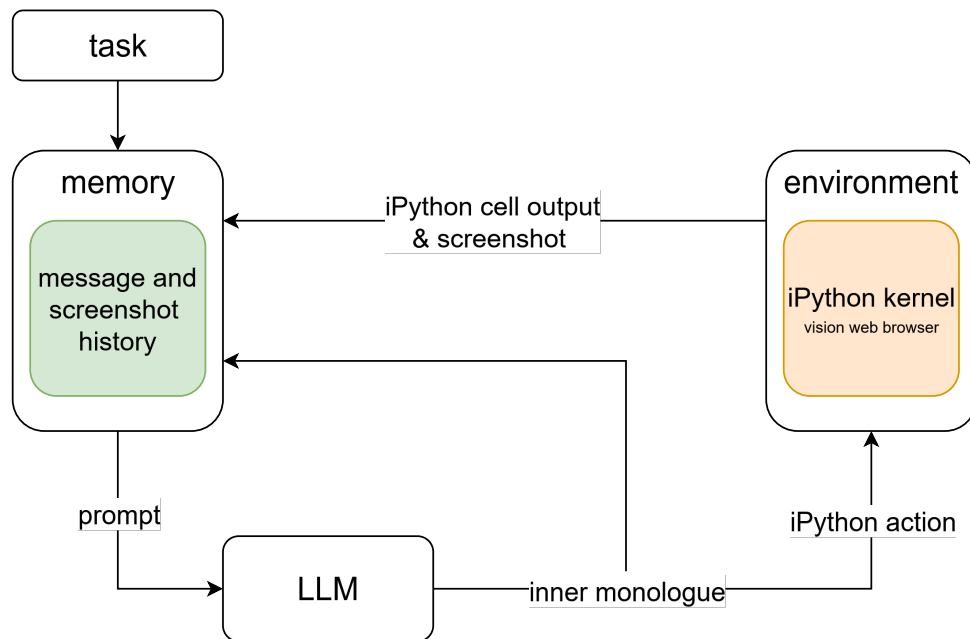 task
memory
message and
screenshot
history
iPython cell output
& screenshot
environment
iPython kernel
vision web browser
prompt
LLM
inner monologue
iPython action